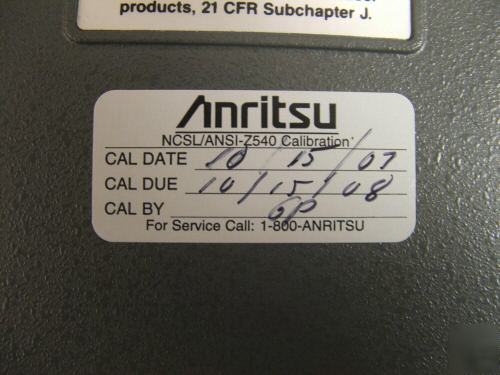 products, 21 CFR Subchapter J.
Anritsu
NCSL/ANSI-Z540 Calibration
CAL DATE 10/15/07
CAL DUE 10/15/08
CAL BY GP
For Service Call: 1-800-ANRITSU